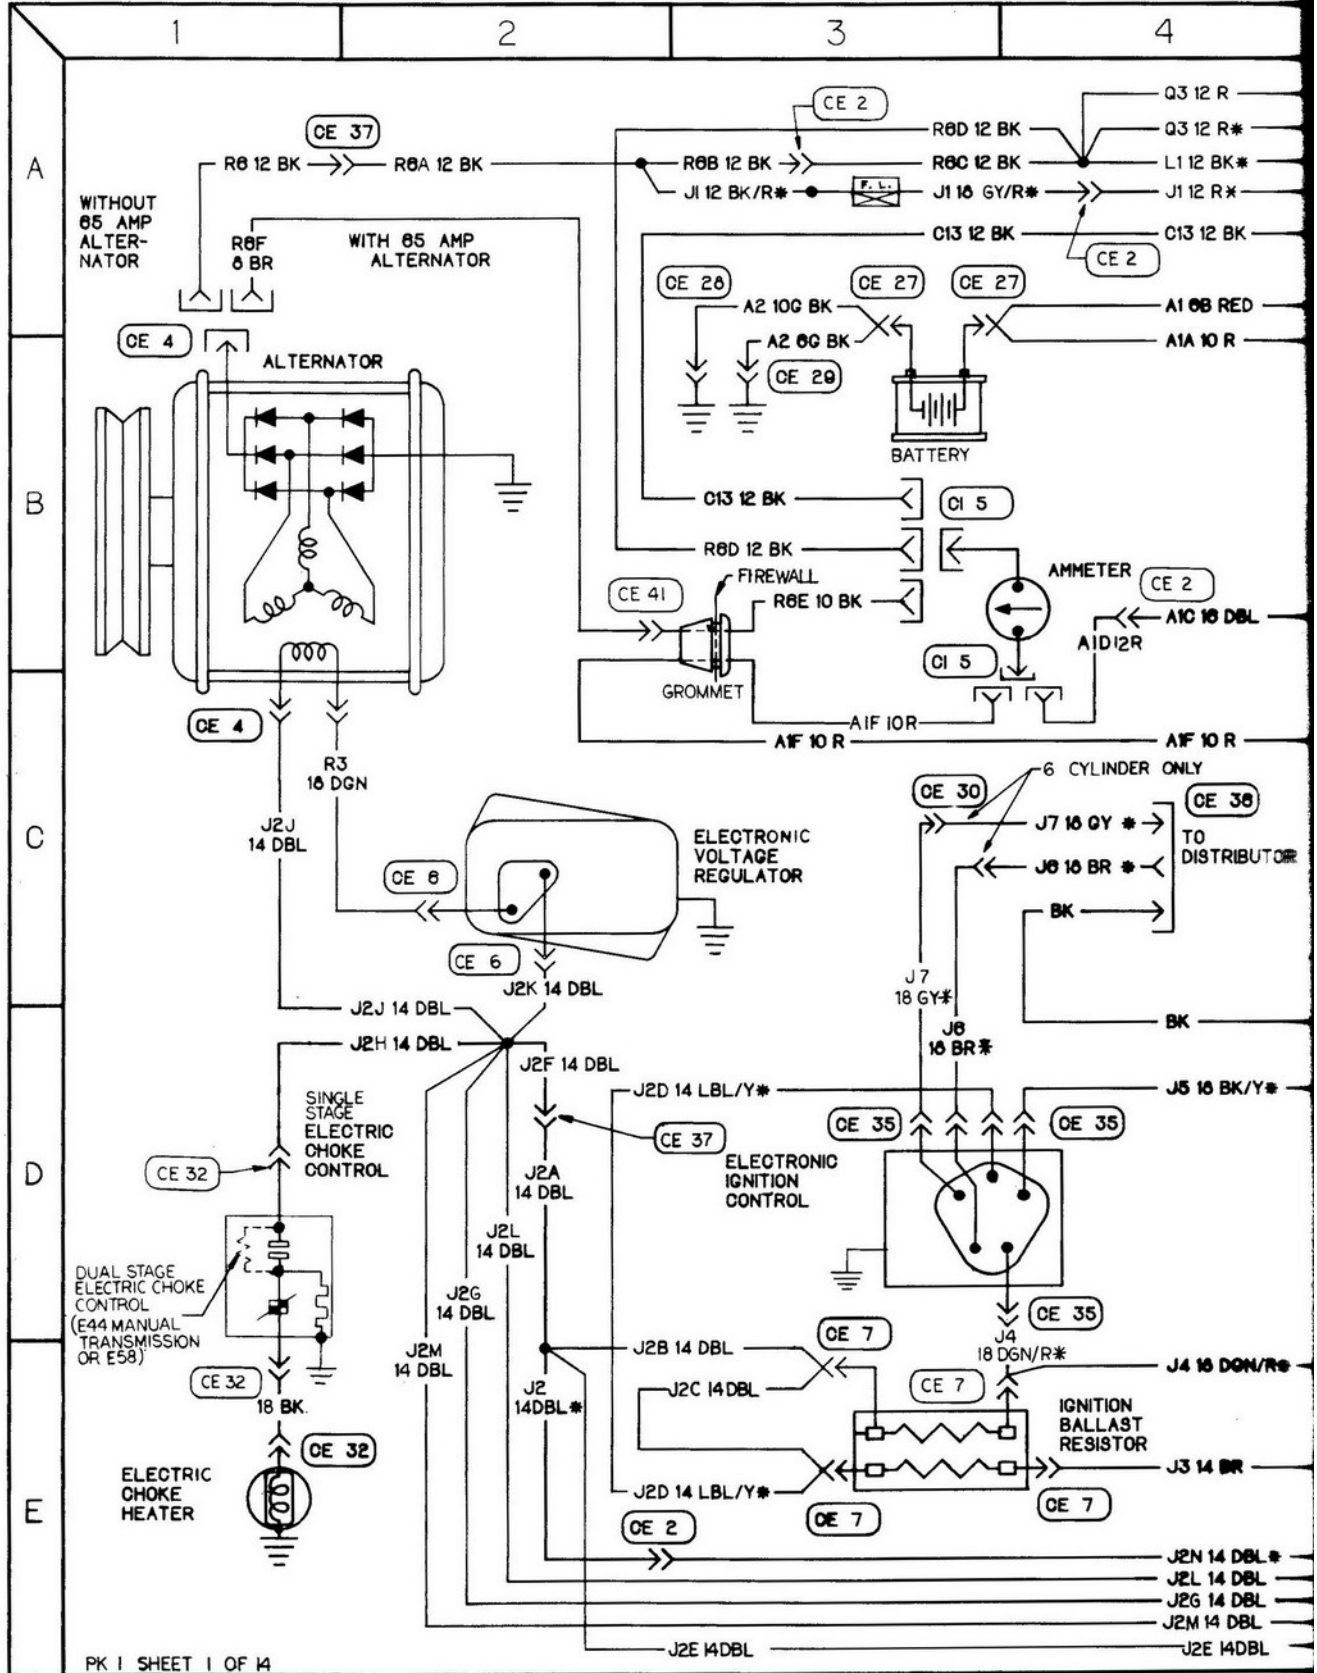 1 2 3 4
A
B
C
D
E
CE 2
Q3 12 R
R6D 12 BK
Q3 12 R*
CE 37
R6 12 BK
R6A 12 BK
R6B 12 BK
R6C 12 BK
L1 12 BK*
J1 12 BK/R*
F. L.
J1 18 GY/R*
J1 12 R*
WITHOUT
65 AMP
ALTER-
NATOR
R6F
8 BR
WITH 65 AMP
ALTERNATOR
C13 12 BK
C13 12 BK
CE 2
CE 28
CE 27
CE 27
A2 10G BK
A1 6B RED
A2 6G BK
A1A 10 R
CE 4
ALTERNATOR
CE 29
BATTERY
C13 12 BK
CI 5
R6D 12 BK
FIREWALL
AMMETER
CE 2
CE 41
R6E 10 BK
A1C 18 DBL
A1D 12R
CI 5
GROMMET
A1F 10R
A1F 10 R
A1F 10 R
CE 4
R3
18 DGN
6 CYLINDER ONLY
CE 30
CE 36
J2J
14 DBL
ELECTRONIC
VOLTAGE
REGULATOR
J7 18 GY *
TO
DISTRIBUTOR
J6 18 BR *
CE 6
BK
CE 6
J2K 14 DBL
J7
18 GY*
J2J 14 DBL
BK
J6
18 BR*
J2H 14 DBL
J2F 14 DBL
J2D 14 LBL/Y*
J5 18 BK/Y*
SINGLE
STAGE
ELECTRIC
CHOKE
CONTROL
CE 37
CE 35
CE 35
CE 32
J2A
14 DBL
ELECTRONIC
IGNITION
CONTROL
J2L
14 DBL
DUAL STAGE
ELECTRIC CHOKE
CONTROL
(E44 MANUAL
TRANSMISSION
OR E58)
J2G
14 DBL
CE 35
J2M
14 DBL
J2B 14 DBL
CE 7
J4
18 DGN/R*
J4 18 DGN/R*
CE 32
J2
14DBL*
J2C 14DBL
CE 7
18 BK.
IGNITION
BALLAST
RESISTOR
CE 32
ELECTRIC
CHOKE
HEATER
J3 14 BR
J2D 14 LBL/Y*
CE 2
CE 7
CE 7
J2N 14 DBL*
J2L 14 DBL
J2G 14 DBL
J2M 14 DBL
J2E 14DBL
J2E 14DBL
PK 1 SHEET 1 OF 14